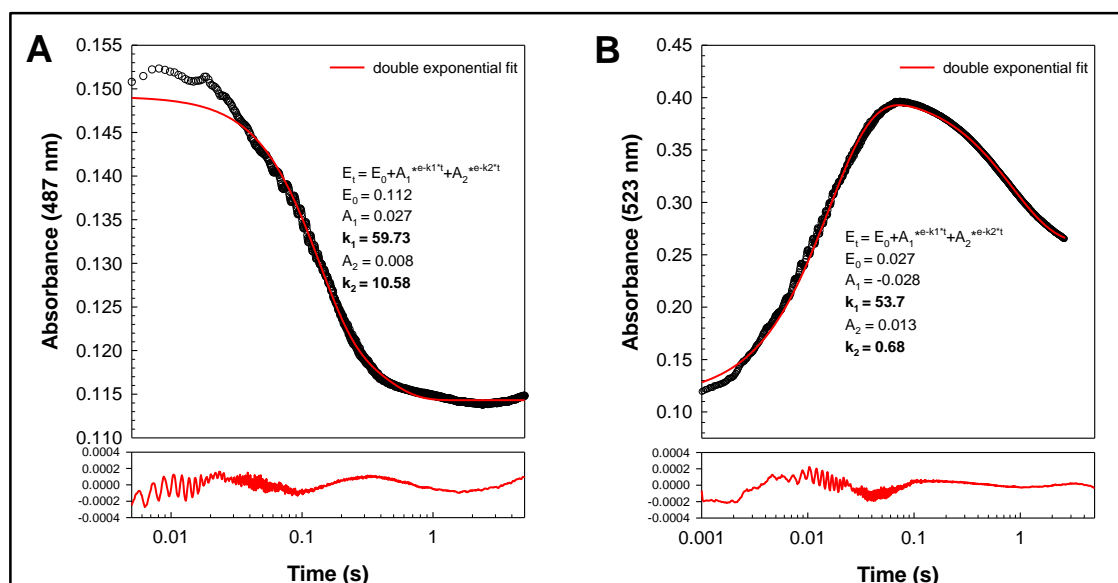 A
double exponential fit
Absorbance (487 nm)
0.155
0.150
0.145
0.140
0.135
0.130
0.125
0.120
0.115
0.110
E₀ₜ = E₀+A₁*e-k1*t+A₂*e-k2*t
E₀ = 0.112
A₁ = 0.027
k₁ = 59.73
A₂ = 0.008
k₂ = 10.58
0.0004
0.0002
0.0000
-0.0002
-0.0004
0.01
0.1
1
Time (s)
B
double exponential fit
Absorbance (523 nm)
0.45
0.40
0.35
0.30
0.25
0.20
0.15
0.10
Eₜ = E₀+A₁*e-k1*t+A₂*e-k2*t
E₀ = 0.027
A₁ = -0.028
k₁ = 53.7
A₂ = 0.013
k₂ = 0.68
0.0004
0.0002
0.0000
-0.0002
-0.0004
0.001
0.01
0.1
1
Time (s)